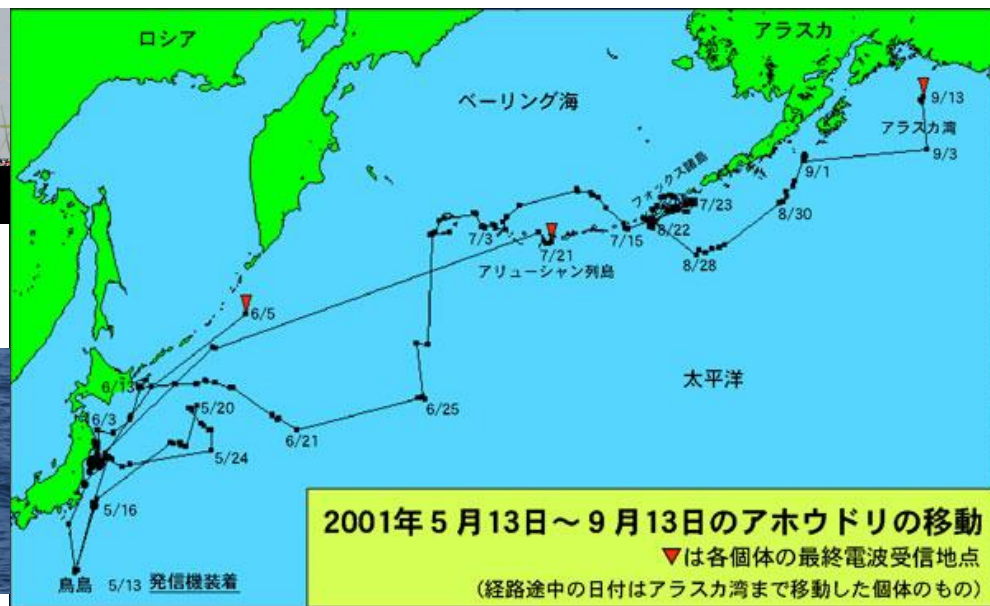 ロシア
アラスカ
ベーリング海
9/13
アラスカ湾
9/3
9/1
フォックス諸島
7/23
8/30
7/3
7/15
8/22
7/21
8/28
アリューシャン列島
6/5
太平洋
6/13
5/20
6/25
6/3
6/21
5/24
5/16
2001年5月13日～9月13日のアホウドリの移動
▼は各個体の最終電波受信地点
(経路途中の日付はアラスカ湾まで移動した個体のもの)
鳥島 5/13 発信機装着